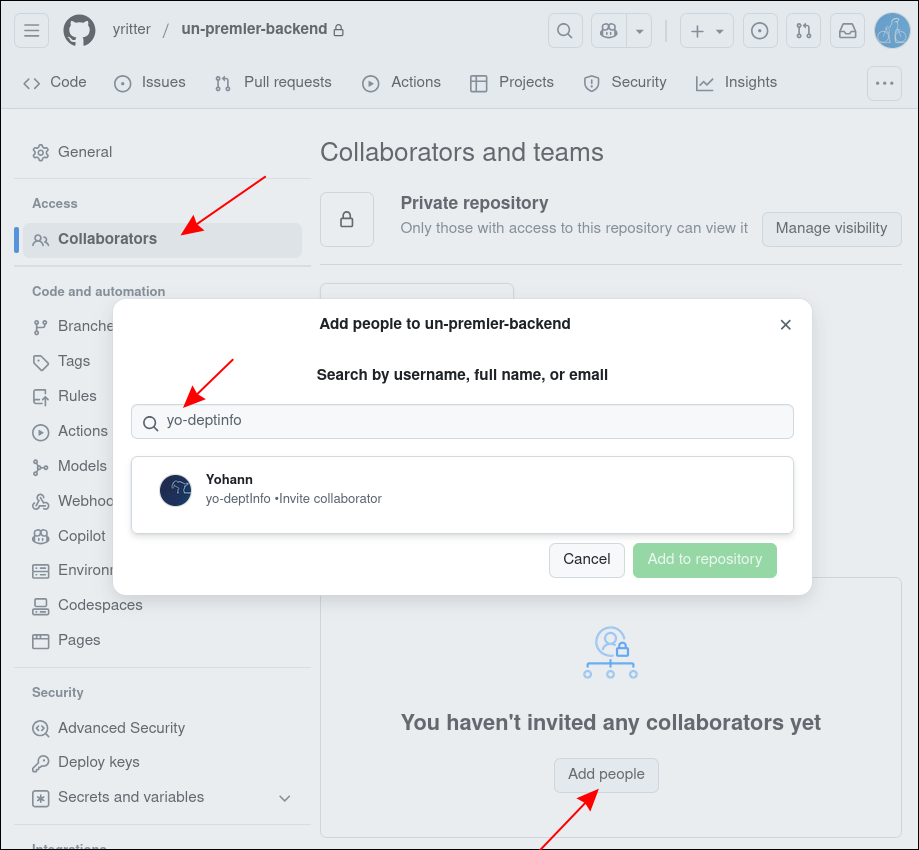 yritter / un-premler-backend
Code Issues Pull requests Actions Projects Security Insights
General
Access
Collaborators
Code and automation
Branche
Tags
Rules
Actions
Models
Webhoo
Copilot
Environn
Codespaces
Pages
Security
Advanced Security
Deploy keys
Secrets and variables
Collaborators and teams
Private repository
Only those with access to this repository can view it
Manage visibility
Add people to un-premler-backend
Search by username, full name, or email
yo-deptinfo
Yohann
yo-deptInfo •Invite collaborator
Cancel
Add to repository
You haven't invited any collaborators yet
Add people